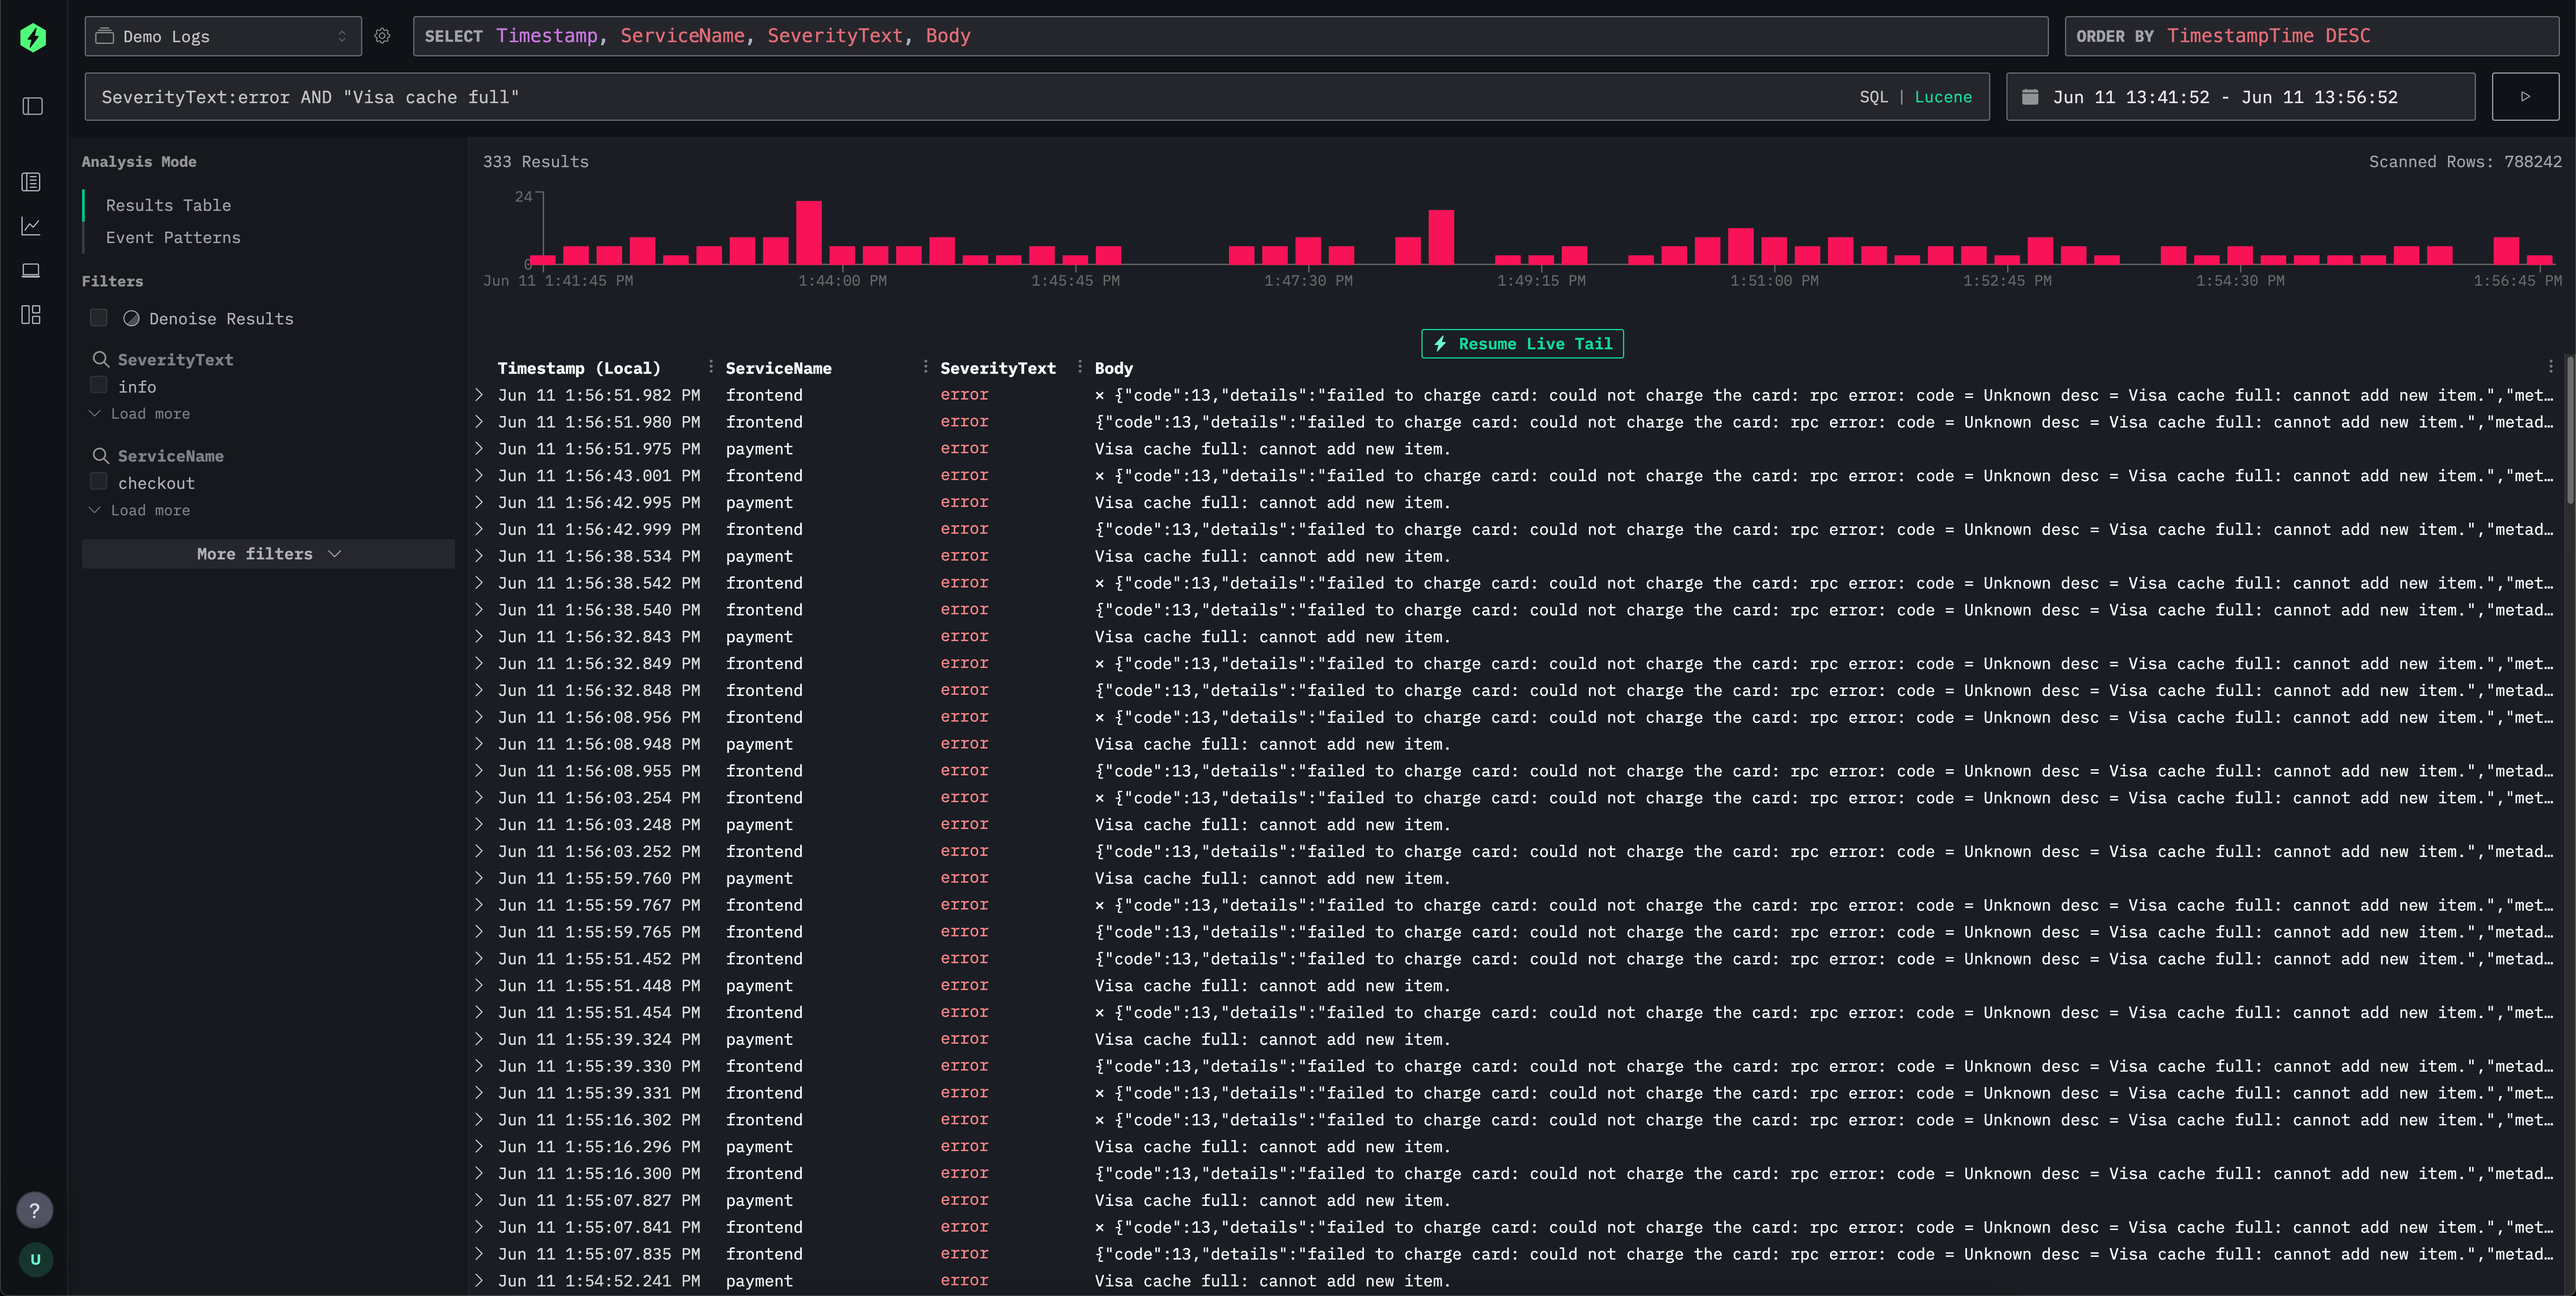 Demo Logs
SELECT Timestamp, ServiceName, SeverityText, Body
ORDER BY TimestampTime DESC
SeverityText:error AND "Visa cache full"
SQL | Lucene
Jun 11 13:41:52 - Jun 11 13:56:52
Analysis Mode
Results Table
Event Patterns
Filters
Denoise Results
SeverityText
info
Load more
ServiceName
checkout
Load more
More filters
?
U
333 Results
Scanned Rows: 788242
24
0
Jun 11 1:41:45 PM 1:44:00 PM 1:45:45 PM 1:47:30 PM 1:49:15 PM 1:51:00 PM 1:52:45 PM 1:54:30 PM 1:56:45 PM
Resume Live Tail
Timestamp (Local) ServiceName SeverityText Body
Jun 11 1:56:51.982 PM frontend error × {"code":13,"details":"failed to charge card: could not charge the card: rpc error: code = Unknown desc = Visa cache full: cannot add new item.","met…
Jun 11 1:56:51.980 PM frontend error {"code":13,"details":"failed to charge card: could not charge the card: rpc error: code = Unknown desc = Visa cache full: cannot add new item.","metad…
Jun 11 1:56:51.975 PM payment error Visa cache full: cannot add new item.
Jun 11 1:56:43.001 PM frontend error × {"code":13,"details":"failed to charge card: could not charge the card: rpc error: code = Unknown desc = Visa cache full: cannot add new item.","met…
Jun 11 1:56:42.995 PM payment error Visa cache full: cannot add new item.
Jun 11 1:56:42.999 PM frontend error {"code":13,"details":"failed to charge card: could not charge the card: rpc error: code = Unknown desc = Visa cache full: cannot add new item.","metad…
Jun 11 1:56:38.534 PM payment error Visa cache full: cannot add new item.
Jun 11 1:56:38.542 PM frontend error × {"code":13,"details":"failed to charge card: could not charge the card: rpc error: code = Unknown desc = Visa cache full: cannot add new item.","met…
Jun 11 1:56:38.540 PM frontend error {"code":13,"details":"failed to charge card: could not charge the card: rpc error: code = Unknown desc = Visa cache full: cannot add new item.","metad…
Jun 11 1:56:32.843 PM payment error Visa cache full: cannot add new item.
Jun 11 1:56:32.849 PM frontend error × {"code":13,"details":"failed to charge card: could not charge the card: rpc error: code = Unknown desc = Visa cache full: cannot add new item.","met…
Jun 11 1:56:32.848 PM frontend error {"code":13,"details":"failed to charge card: could not charge the card: rpc error: code = Unknown desc = Visa cache full: cannot add new item.","metad…
Jun 11 1:56:08.956 PM frontend error × {"code":13,"details":"failed to charge card: could not charge the card: rpc error: code = Unknown desc = Visa cache full: cannot add new item.","met…
Jun 11 1:56:08.948 PM payment error Visa cache full: cannot add new item.
Jun 11 1:56:08.955 PM frontend error {"code":13,"details":"failed to charge card: could not charge the card: rpc error: code = Unknown desc = Visa cache full: cannot add new item.","metad…
Jun 11 1:56:03.254 PM frontend error × {"code":13,"details":"failed to charge card: could not charge the card: rpc error: code = Unknown desc = Visa cache full: cannot add new item.","met…
Jun 11 1:56:03.248 PM payment error Visa cache full: cannot add new item.
Jun 11 1:56:03.252 PM frontend error {"code":13,"details":"failed to charge card: could not charge the card: rpc error: code = Unknown desc = Visa cache full: cannot add new item.","metad…
Jun 11 1:55:59.760 PM payment error Visa cache full: cannot add new item.
Jun 11 1:55:59.767 PM frontend error × {"code":13,"details":"failed to charge card: could not charge the card: rpc error: code = Unknown desc = Visa cache full: cannot add new item.","met…
Jun 11 1:55:59.765 PM frontend error {"code":13,"details":"failed to charge card: could not charge the card: rpc error: code = Unknown desc = Visa cache full: cannot add new item.","metad…
Jun 11 1:55:51.452 PM frontend error {"code":13,"details":"failed to charge card: could not charge the card: rpc error: code = Unknown desc = Visa cache full: cannot add new item.","metad…
Jun 11 1:55:51.448 PM payment error Visa cache full: cannot add new item.
Jun 11 1:55:51.454 PM frontend error × {"code":13,"details":"failed to charge card: could not charge the card: rpc error: code = Unknown desc = Visa cache full: cannot add new item.","met…
Jun 11 1:55:39.324 PM payment error Visa cache full: cannot add new item.
Jun 11 1:55:39.330 PM frontend error {"code":13,"details":"failed to charge card: could not charge the card: rpc error: code = Unknown desc = Visa cache full: cannot add new item.","metad…
Jun 11 1:55:39.331 PM frontend error × {"code":13,"details":"failed to charge card: could not charge the card: rpc error: code = Unknown desc = Visa cache full: cannot add new item.","met…
Jun 11 1:55:16.302 PM frontend error × {"code":13,"details":"failed to charge card: could not charge the card: rpc error: code = Unknown desc = Visa cache full: cannot add new item.","met…
Jun 11 1:55:16.296 PM payment error Visa cache full: cannot add new item.
Jun 11 1:55:16.300 PM frontend error {"code":13,"details":"failed to charge card: could not charge the card: rpc error: code = Unknown desc = Visa cache full: cannot add new item.","metad…
Jun 11 1:55:07.827 PM payment error Visa cache full: cannot add new item.
Jun 11 1:55:07.841 PM frontend error × {"code":13,"details":"failed to charge card: could not charge the card: rpc error: code = Unknown desc = Visa cache full: cannot add new item.","met…
Jun 11 1:55:07.835 PM frontend error {"code":13,"details":"failed to charge card: could not charge the card: rpc error: code = Unknown desc = Visa cache full: cannot add new item.","metad…
Jun 11 1:54:52.241 PM payment error Visa cache full: cannot add new item.